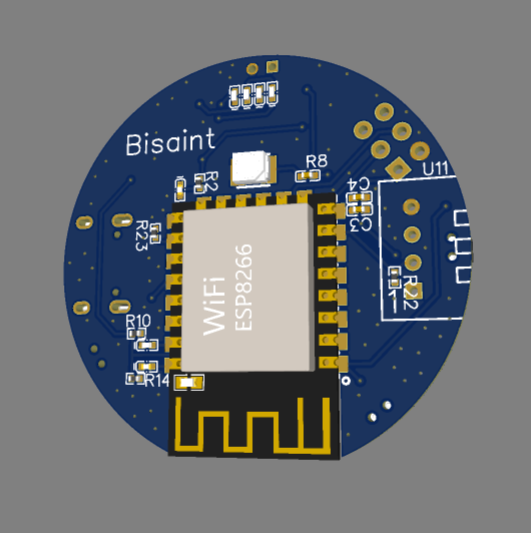 Bisaint
R8
U11
R2
C4
C3
R23
WiFi
ESP8266
R22
R10
R14